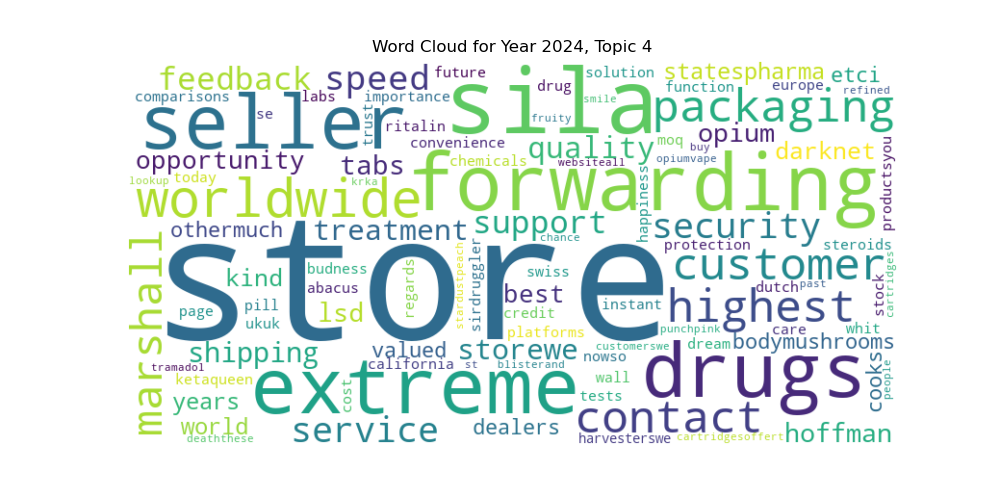 Word Cloud for Year 2024, Topic 4
feedback speed future drug solution statespharma etci
comparisons labs importance smile function europe refined
seller se trust ritalin fruity sila packaging
convenience quality moq opium buy
opportunity tabs chemicals websiteall opiumvape darknet
lookup today krka forwarding happiness productsyou
worldwide support security
othermuch treatment chance protection steroids
marshall store kind budness regards stardustpeach sirdruggler swiss customer cartridges
abacus best instant dutch past stock
page pill lsd credit highest
ukuk platforms punchpink care whit
shipping valued storewe customerswe dream bodymushrooms
tramadol california st blisterand nowso drugs cooks people
ketaqueen extreme cost wall
years tests contact
world service dealers harvesterswe cartridgesoffert hoffman
deaththese